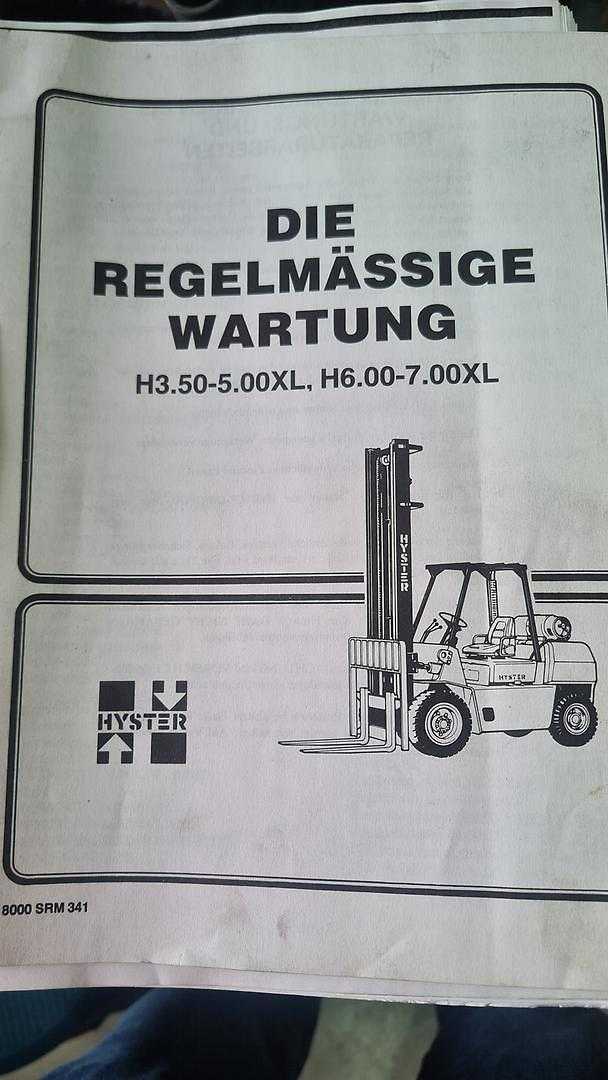 DIE
REGELMÄSSIGE
WARTUNG
H3.50-5.00XL, H6.00-7.00XL
HYSTER
HYSTER
HYSTER
8000 SRM 341